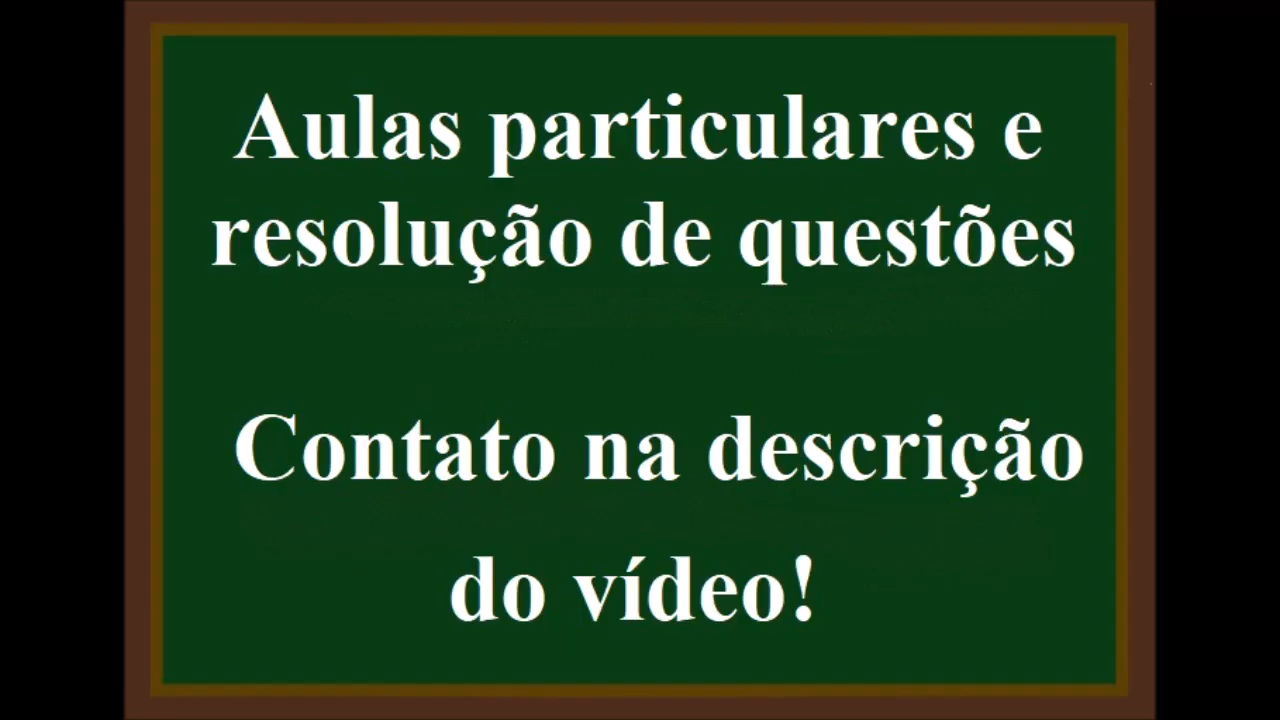 Aulas particulares e
resolução de questões
Contato na descrição
do vídeo!